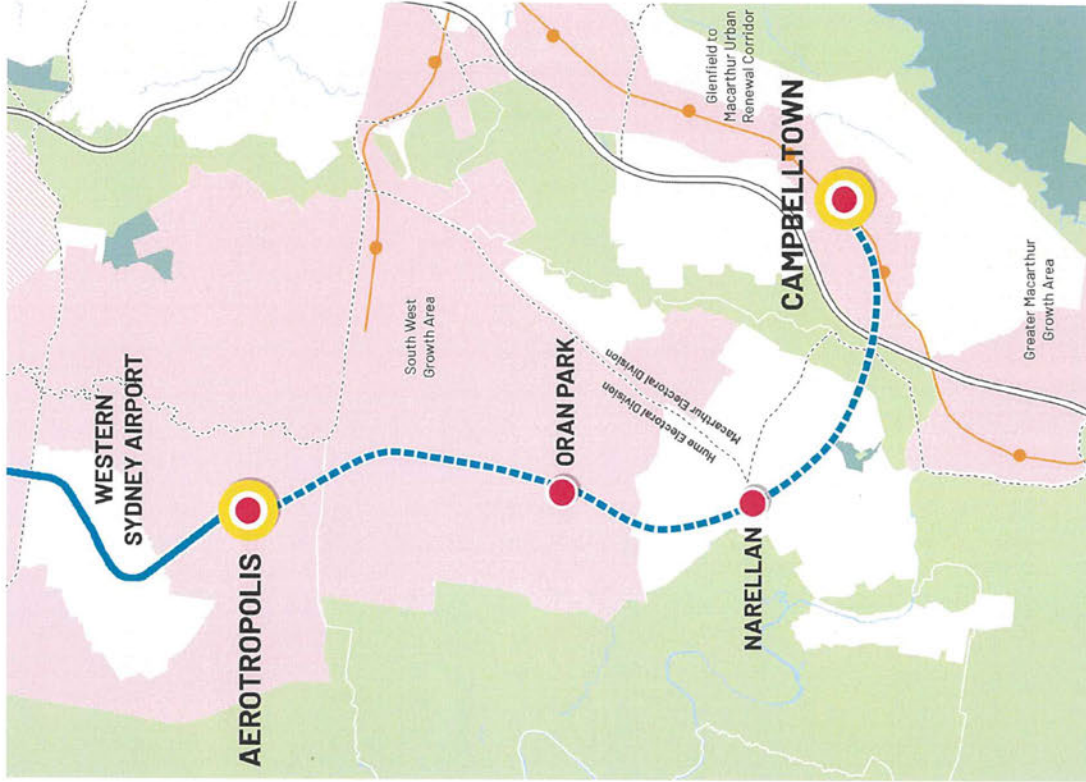 WESTERN
SYDNEY AIRPORT
AEROTROPOLIS
South West
Growth Area
ORAN PARK
Hume Electoral Division
Macarthur Electoral Division
NARELLAN
Glenfield to
Macarthur Urban
Renewal Corridor
CAMPBELLTOWN
Greater Macarthur
Growth Area